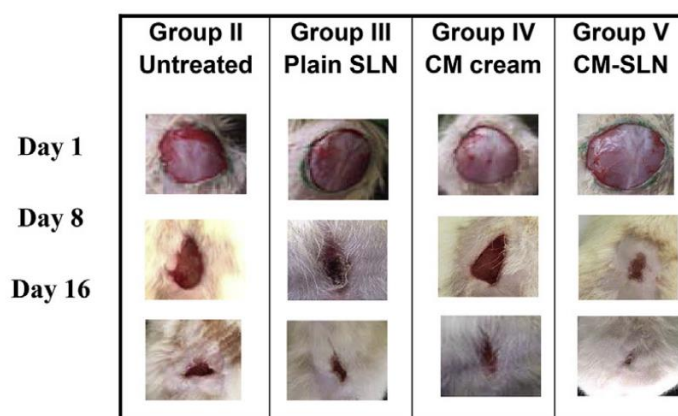 Group II
Untreated
Group III
Plain SLN
Group IV
CM cream
Group V
CM-SLN
Day 1
Day 8
Day 16